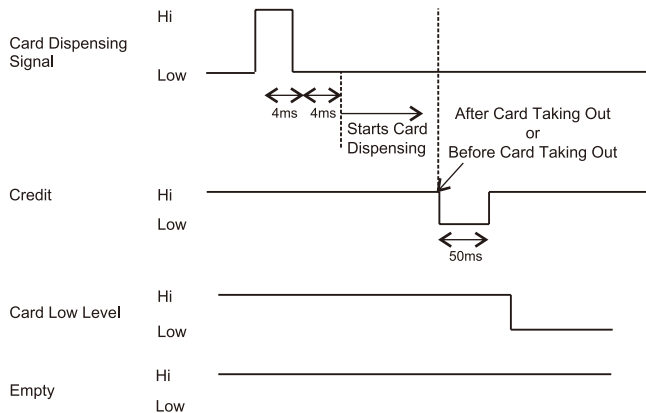 Hi
Card Dispensing
Signal
Low
4ms
4ms
Starts Card
Dispensing
After Card Taking Out
or
Before Card Taking Out
Credit
Hi
Low
50ms
Card Low Level
Hi
Low
Empty
Hi
Low